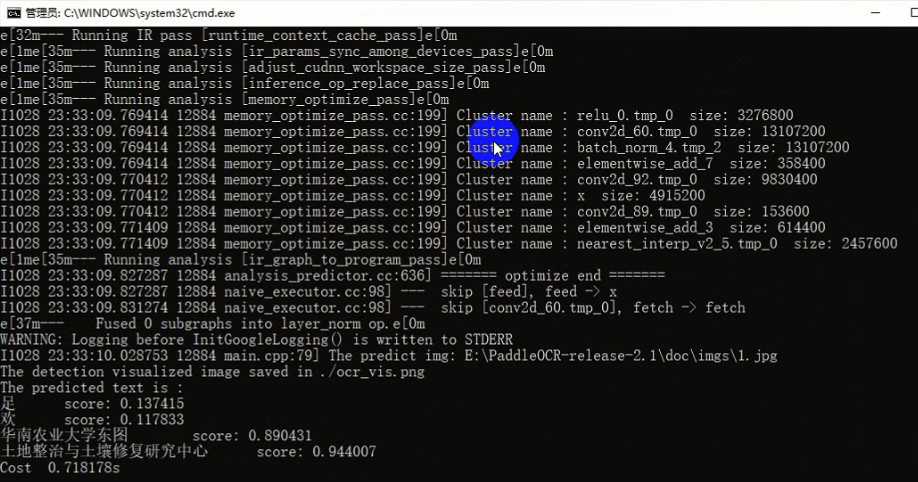 管理员: C:\WINDOWS\system32\cmd.exe
e[32m--- Running IR pass [runtime_context_cache_pass]e[0m
e[1me[35m--- Running analysis [ir_params_sync_among_devices_pass]e[0m
e[1me[35m--- Running analysis [adjust_cudnn_workspace_size_pass]e[0m
e[1me[35m--- Running analysis [inference_op_replace_pass]e[0m
e[1me[35m--- Running analysis [memory_optimize_pass]e[0m
I1028 23:33:09.769414 12884 memory_optimize_pass.cc:199] Cluster name : relu_0.tmp_0  size: 3276800
I1028 23:33:09.769414 12884 memory_optimize_pass.cc:199] Cluster name : conv2d_60.tmp_0  size: 13107200
I1028 23:33:09.769414 12884 memory_optimize_pass.cc:199] Cluster name : batch_norm_4.tmp_2  size: 13107200
I1028 23:33:09.769414 12884 memory_optimize_pass.cc:199] Cluster name : elementwise_add_7  size: 358400
I1028 23:33:09.770412 12884 memory_optimize_pass.cc:199] Cluster name : conv2d_92.tmp_0  size: 9830400
I1028 23:33:09.770412 12884 memory_optimize_pass.cc:199] Cluster name : x  size: 4915200
I1028 23:33:09.770412 12884 memory_optimize_pass.cc:199] Cluster name : conv2d_89.tmp_0  size: 153600
I1028 23:33:09.771409 12884 memory_optimize_pass.cc:199] Cluster name : elementwise_add_3  size: 614400
I1028 23:33:09.771409 12884 memory_optimize_pass.cc:199] Cluster name : nearest_interp_v2_5.tmp_0  size: 2457600
e[1me[35m--- Running analysis [ir_graph_to_program_pass]e[0m
I1028 23:33:09.827287 12884 analysis_predictor.cc:636] ======= optimize end =======
I1028 23:33:09.827287 12884 naive_executor.cc:98] ---  skip [feed], feed -> x
I1028 23:33:09.831274 12884 naive_executor.cc:98] ---  skip [conv2d_60.tmp_0], fetch -> fetch
e[37m---    Fused 0 subgraphs into layer_norm op.e[0m
WARNING: Logging before InitGoogleLogging() is written to STDERR
I1028 23:33:10.028753 12884 main.cpp:79] The predict img: E:\PaddleOCR-release-2.1\doc\imgs\1.jpg
The detection visualized image saved in ./ocr_vis.png
The predicted text is :
足      score: 0.137415
欢      score: 0.117833
华南农业大学东图        score: 0.890431
土地整治与土壤修复研究中心      score: 0.944007
Cost  0.718178s